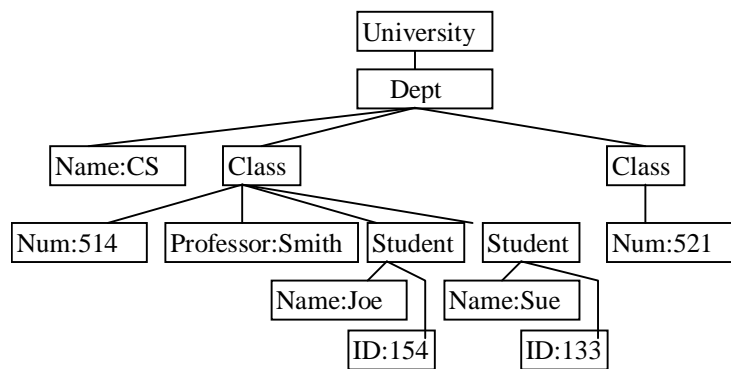 University
Dept
Name:CS
Class
Class
Num:514
Professor:Smith
Student
Student
Num:521
Name:Joe
Name:Sue
ID:154
ID:133